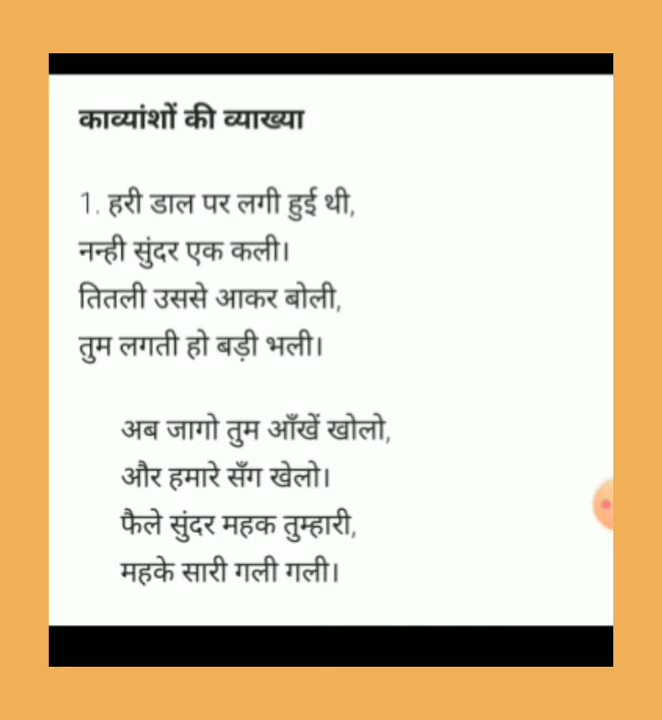 काव्यांशों की व्याख्या
1. हरी डाल पर लगी हुई थी,
नन्ही सुंदर एक कली।
तितली उससे आकर बोली,
तुम लगती हो बड़ी भली।
अब जागो तुम आँखें खोलो,
और हमारे सँग खेलो।
फैले सुंदर महक तुम्हारी,
महके सारी गली गली।